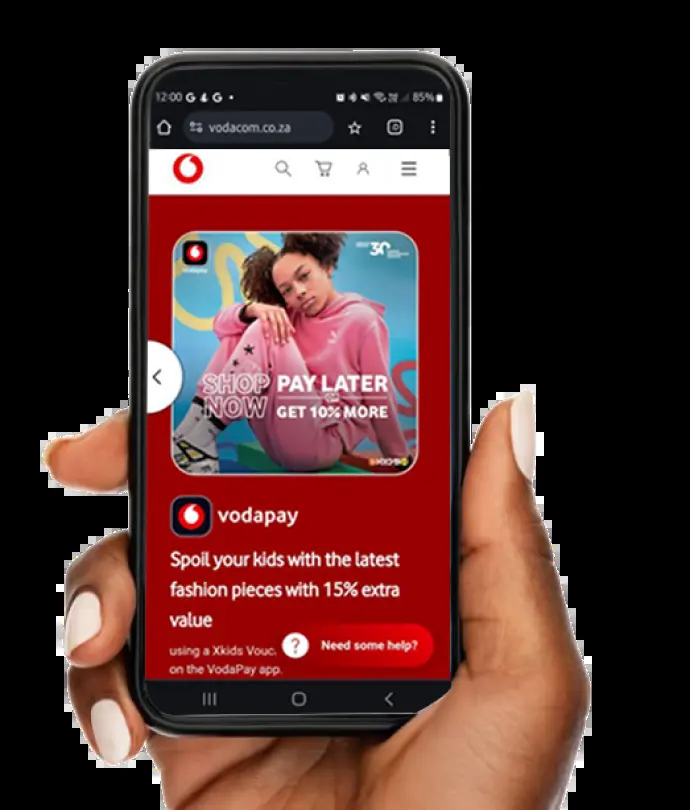 12:00 G G •
85%
vodacom.co.za
vodapay
30
SHOP NOW
PAY LATER
GET 10% MORE
vodapay
Spoil your kids with the latest
fashion pieces with 15% extra
value
using a Xkids Vouc
on the VodaPay app.
? Need some help?